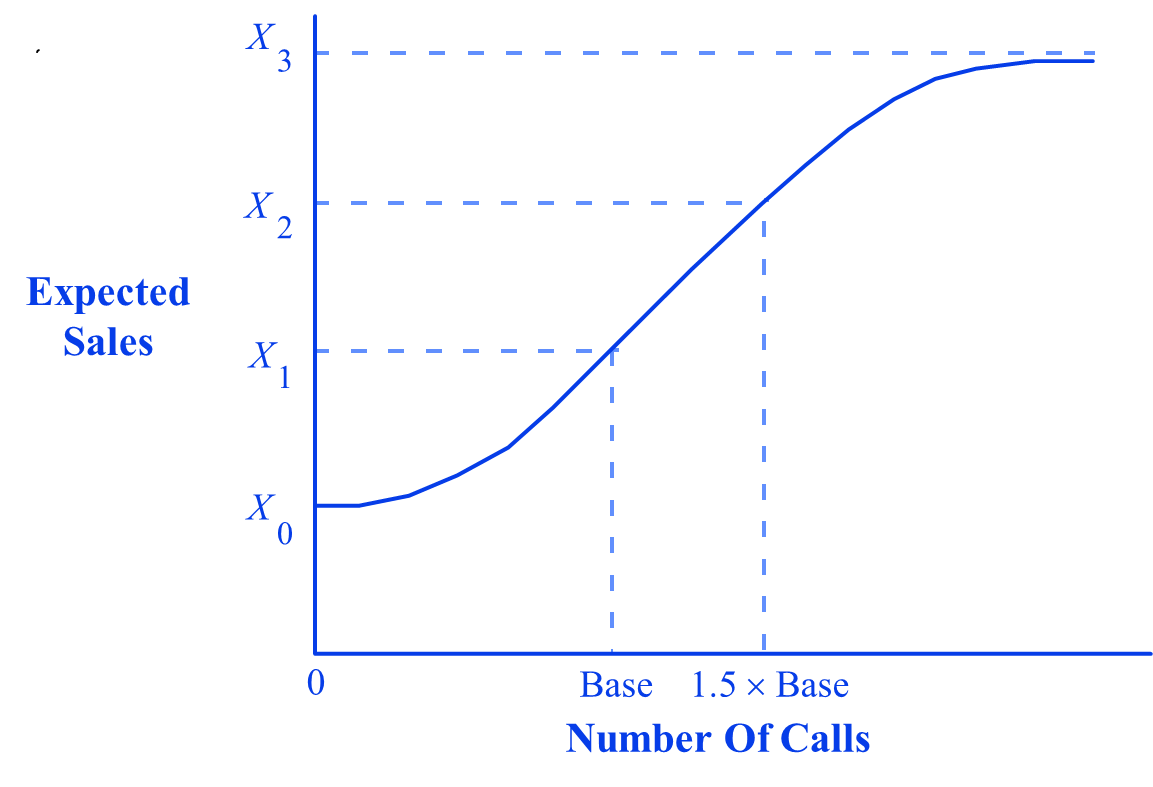 X3
X2
Expected
Sales
X1
X0
0
Base 1.5 × Base
Number Of Calls